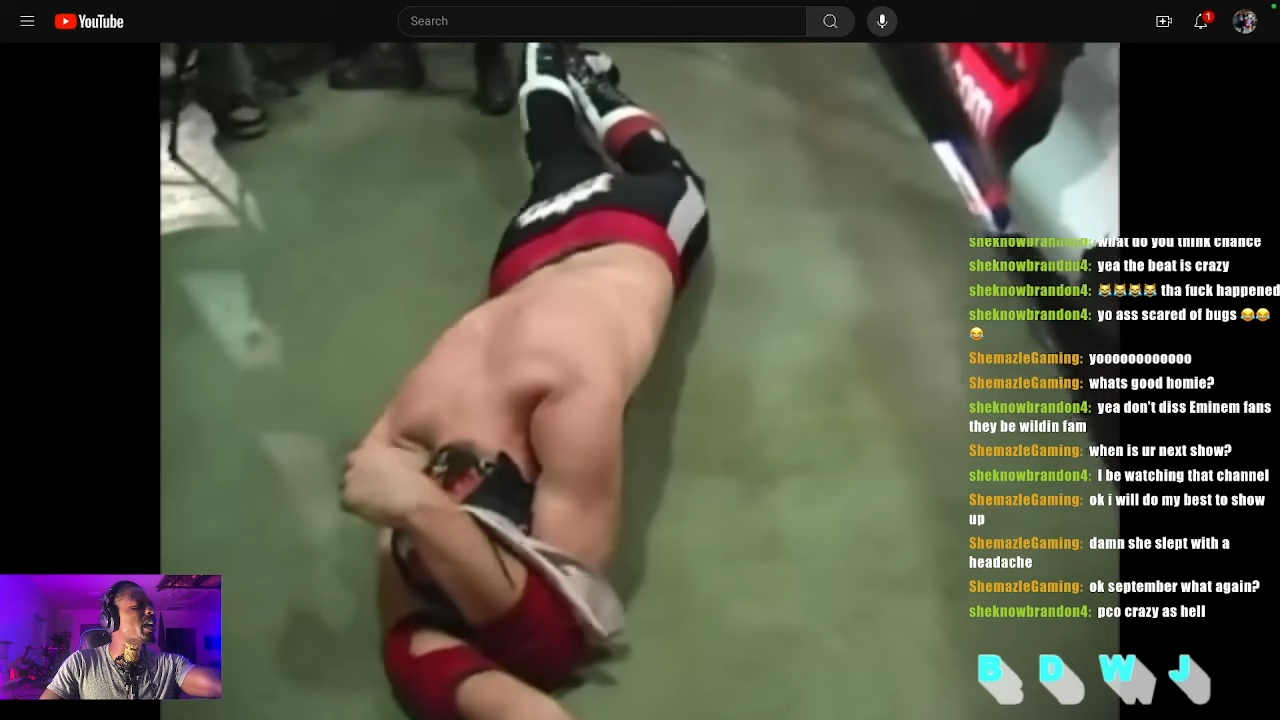 YouTube
Search
1
sheknowbrandon4: what do you think chance
sheknowbrandon4: yea the beat is crazy
sheknowbrandon4: 😹😹😹😹 tha fuck happened
sheknowbrandon4: yo ass scared of bugs 😂😂
😂
ShemazleGaming: yoooooooooooo
ShemazleGaming: whats good homie?
sheknowbrandon4: yea don't diss Eminem fans
they be wildin fam
ShemazleGaming: when is ur next show?
sheknowbrandon4: I be watching that channel
ShemazleGaming: ok i will do my best to show
up
ShemazleGaming: damn she slept with a
headache
ShemazleGaming: ok september what again?
sheknowbrandon4: pco crazy as hell
B D W J